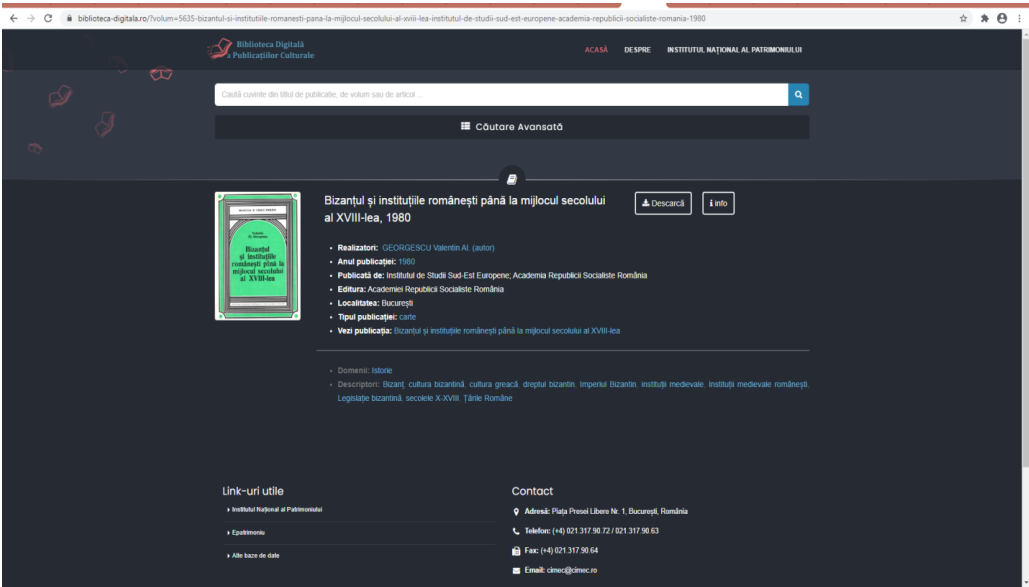 biblioteca-digitala.ro/?volum=5635-bizantul-si-institutiile-romanesti-pana-la-mijlocul-secolului-al-xviii-lea-institutul-de-studii-sud-est-europene-academia-republicii-socialiste-romania-1980
Biblioteca Digitală
a Publicațiilor Culturale
ACASĂ DESPRE INSTITUTUL NAȚIONAL AL PATRIMONIULUI
Caută cuvinte din titlul de publicatie, de volum sau de articol ...
Căutare Avansată
Bizanțul și instituțiile românești până la mijlocul secolului
al XVIII-lea, 1980
Descarcă
info
Bizanțul
și instituțiile
românești pînă la
mijlocul secolului
al XVIII-lea
Realizatori: GEORGESCU Valentin Al. (autor)
Anul publicației: 1980
Publicată de: Institutul de Studii Sud-Est Europene; Academia Republicii Socialiste România
Editura: Academiei Republicii Socialiste România
Localitatea: București
Tipul publicației: carte
Vezi publicația: Bizanțul și instituțiile românești până la mijlocul secolului al XVIII-lea
Domenii: Istorie
Descriptori: Bizanț, cultura bizantină, cultura greacă, dreptul bizantin, Imperiul Bizantin, instituții medievale, instituții medievale românești,
Legislație bizantină, secolele X-XVIII, Țările Române
Link-uri utile
Institutul Național al Patrimoniului
Epatrimoniu
Alte baze de date
Contact
Adresă: Piața Presei Libere Nr. 1, București, România
Telefon: (+4) 021.317.90.72 / 021.317.90.63
Fax: (+4) 021.317.90.64
Email: cimec@cimec.ro